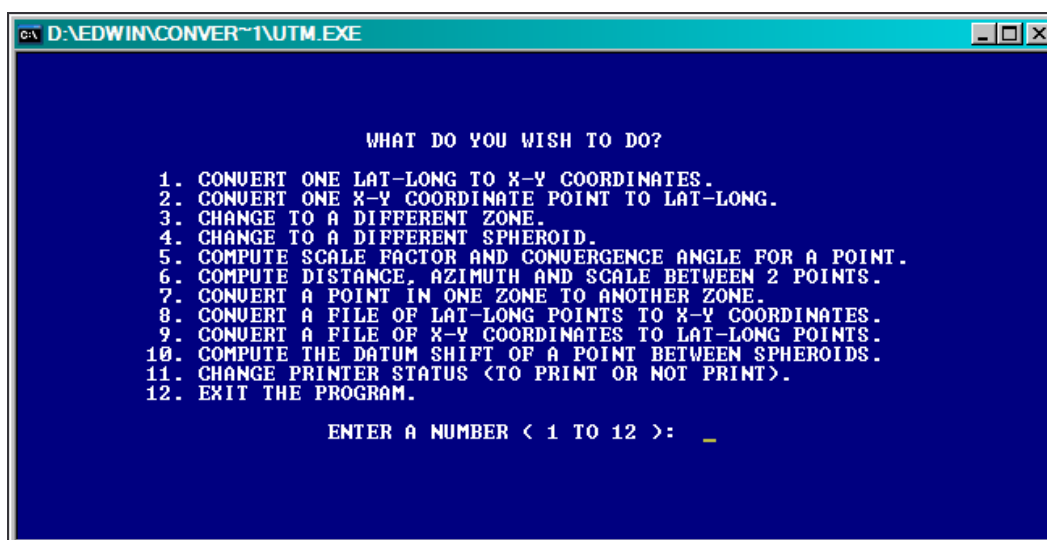 D:\EDWIN\CONVER~1\UTM.EXE
WHAT DO YOU WISH TO DO?
1. CONVERT ONE LAT-LONG TO X-Y COORDINATES.
2. CONVERT ONE X-Y COORDINATE POINT TO LAT-LONG.
3. CHANGE TO A DIFFERENT ZONE.
4. CHANGE TO A DIFFERENT SPHEROID.
5. COMPUTE SCALE FACTOR AND CONVERGENCE ANGLE FOR A POINT.
6. COMPUTE DISTANCE, AZIMUTH AND SCALE BETWEEN 2 POINTS.
7. CONVERT A POINT IN ONE ZONE TO ANOTHER ZONE.
8. CONVERT A FILE OF LAT-LONG POINTS TO X-Y COORDINATES.
9. CONVERT A FILE OF X-Y COORDINATES TO LAT-LONG POINTS.
10. COMPUTE THE DATUM SHIFT OF A POINT BETWEEN SPHEROIDS.
11. CHANGE PRINTER STATUS (TO PRINT OR NOT PRINT).
12. EXIT THE PROGRAM.
ENTER A NUMBER ( 1 TO 12 ): _